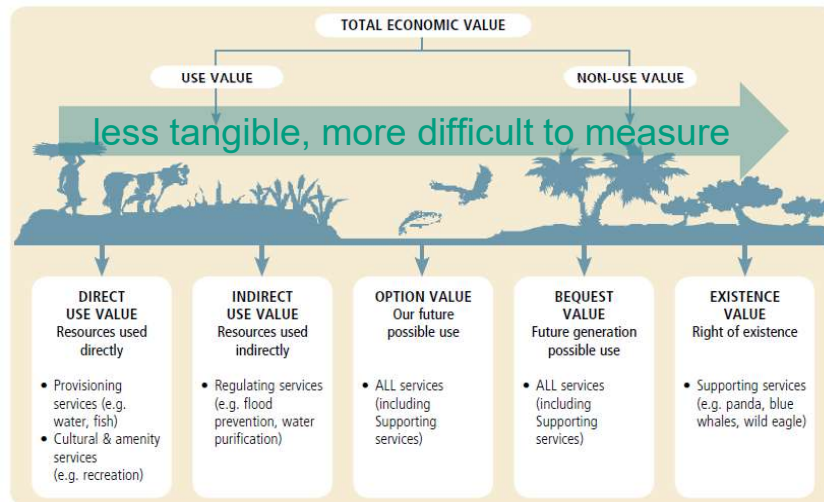 TOTAL ECONOMIC VALUE
USE VALUE
NON-USE VALUE
less tangible, more difficult to measure
DIRECT
USE VALUE
Resources used
directly
• Provisioning
services (e.g.
water, fish)
• Cultural & amenity
services
(e.g. recreation)
INDIRECT
USE VALUE
Resources used
indirectly
• Regulating services
(e.g. flood
prevention, water
purification)
OPTION VALUE
Our future
possible use
• ALL services
(including
Supporting
services)
BEQUEST
VALUE
Future generation
possible use
• ALL services
(including
Supporting
services)
EXISTENCE
VALUE
Right of existence
• Supporting services
(e.g. panda, blue
whales, wild eagle)